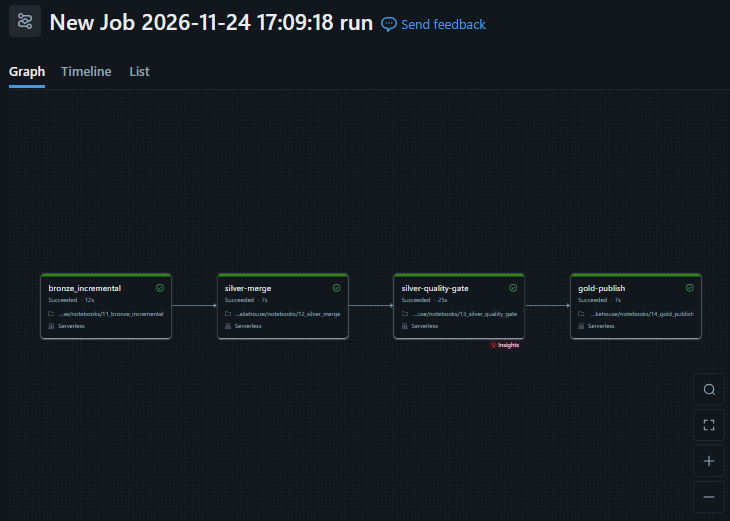 New Job 2026-11-24 17:09:18 run Send feedback
Graph Timeline List
bronze_incremental
Succeeded · 12s
...se/notebooks/11_bronze_incremental
Serverless
silver-merge
Succeeded · 7s
...akehouse/notebooks/12_silver_merge
Serverless
silver-quality-gate
Succeeded · 25s
...use/notebooks/13_silver_quality_gate
Serverless
Insights
gold-publish
Succeeded · 7s
...kehouse/notebooks/14_gold_publish
Serverless